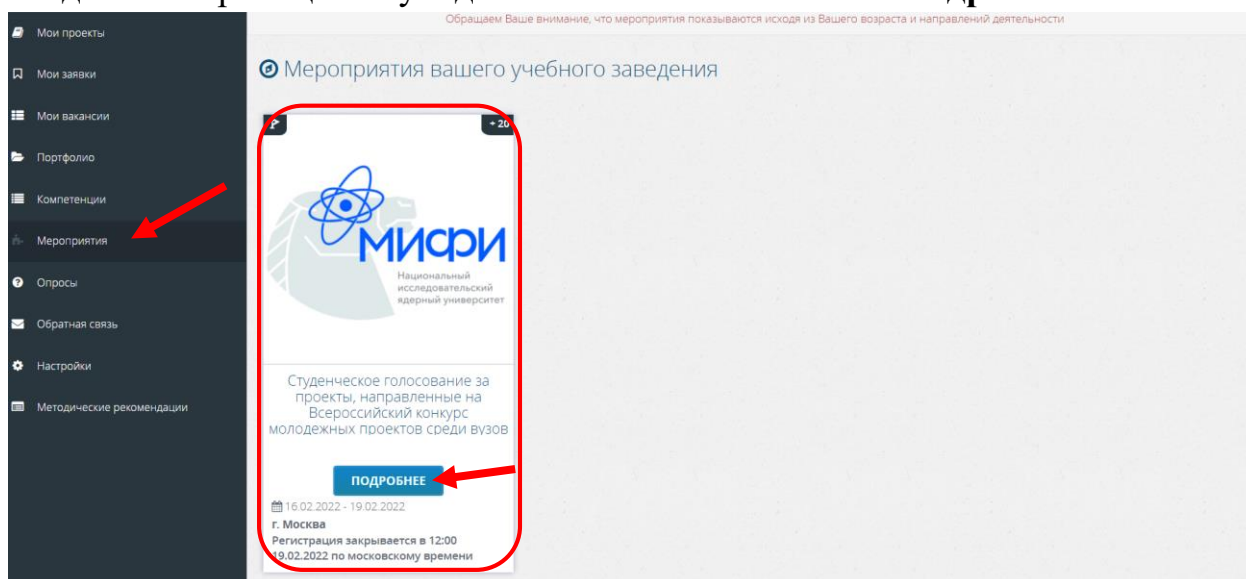 Обращаем Ваше внимание, что мероприятия показываются исходя из Вашего возраста и направлений деятельности
Мои проекты
Мои заявки
Мои вакансии
Портфолио
Компетенции
Мероприятия
Опросы
Обратная связь
Настройки
Методические рекомендации
Мероприятия вашего учебного заведения
+ 20
МИФИ
Национальный
исследовательский
ядерный университет
Студенческое голосование за
проекты, направленные на
Всероссийский конкурс
молодежных проектов среди вузов
ПОДРОБНЕЕ
16.02.2022 - 19.02.2022
г. Москва
Регистрация закрывается в 12:00
19.02.2022 по московскому времени